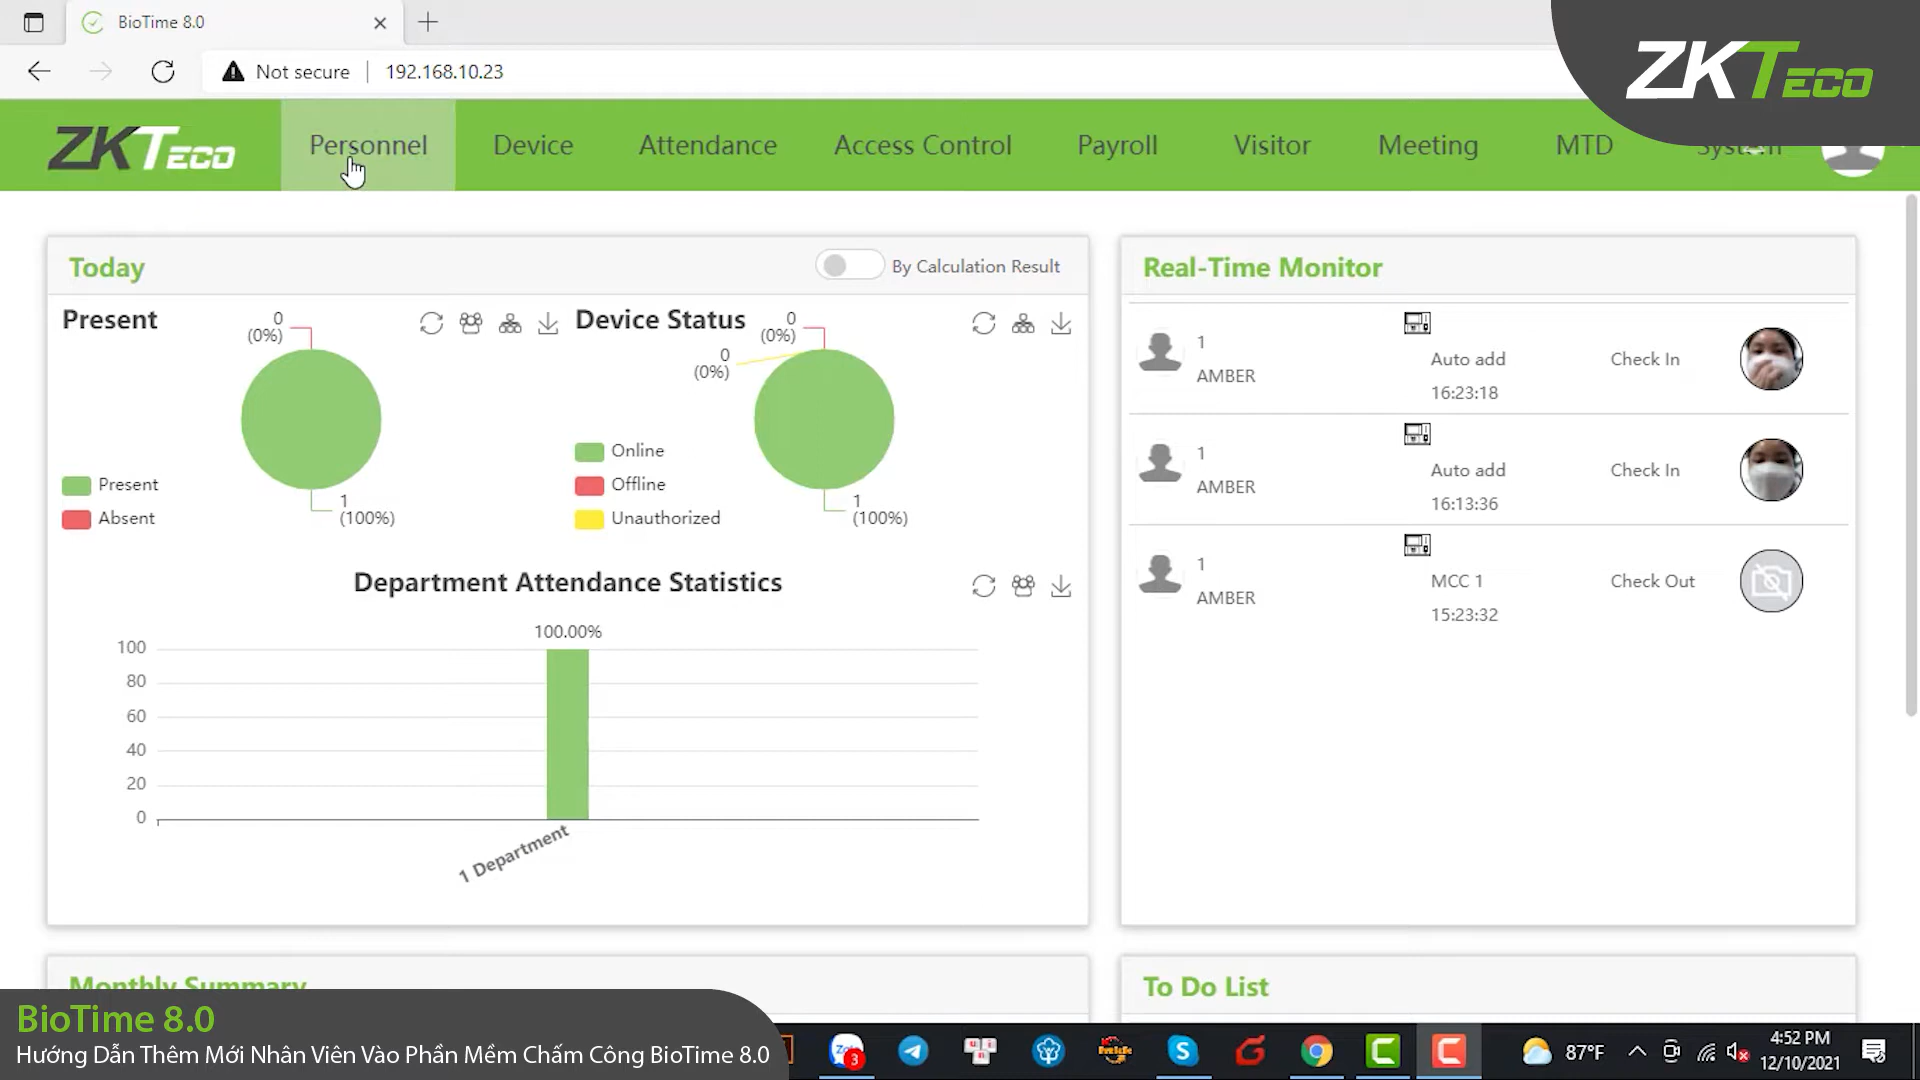 BioTime 8.0
Not secure
192.168.10.23
ZKTECO
ZKTECO
Personnel
Device
Attendance
Access Control
Payroll
Visitor
Meeting
MTD
System
Today
By Calculation Result
Present
0
(0%)
1
(100%)
Present
Absent
Device Status
0
(0%)
0
(0%)
Online
Offline
Unauthorized
1
(100%)
Department Attendance Statistics
100.00%
100
80
60
40
20
0
1 Department
Real-Time Monitor
1
AMBER
Auto add
16:23:18
Check In
1
AMBER
Auto add
16:13:36
Check In
1
AMBER
MCC 1
15:23:32
Check Out
Monthly Summary
To Do List
BioTime 8.0
Hướng Dẫn Thêm Mới Nhân Viên Vào Phần Mềm Chấm Công BioTime 8.0
3
87°F
4:52 PM
12/10/2021